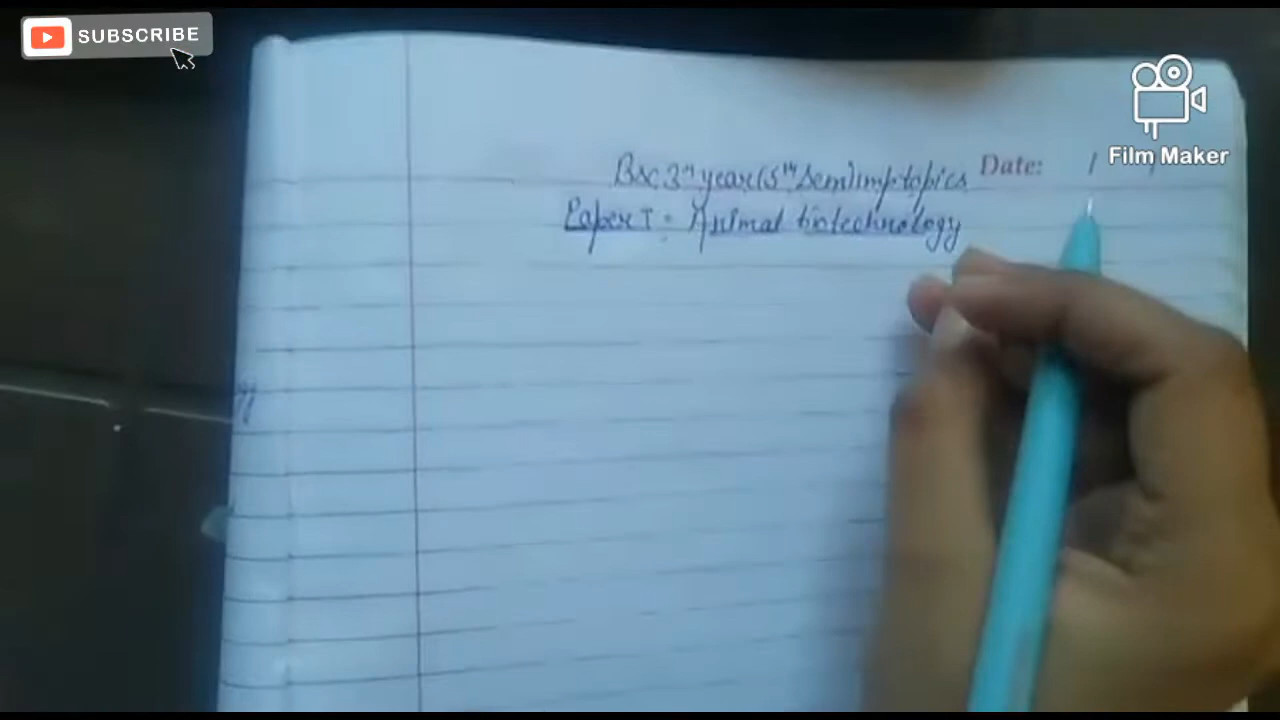 SUBSCRIBE
Film Maker
Date: /
Bsc 3rd year (5th Sem) imp. topics
Paper I : Animal biotechnology